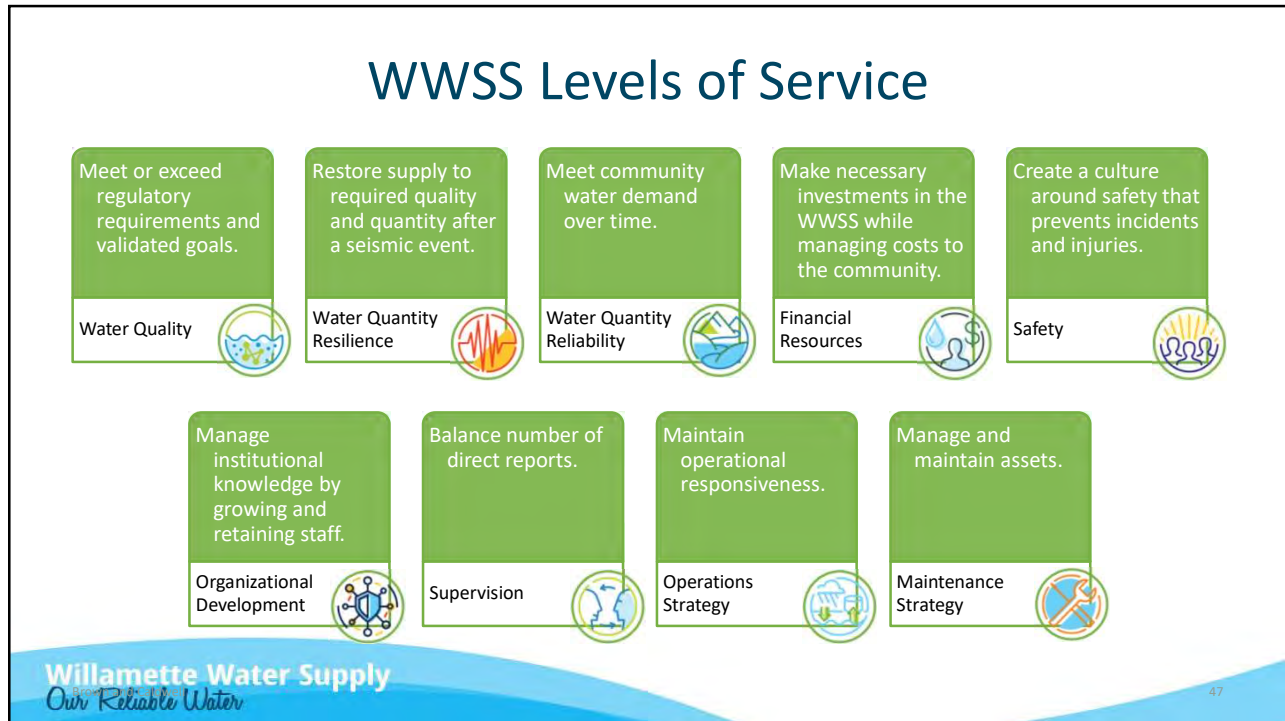 WWSS Levels of Service
Meet or exceed
regulatory
requirements and
validated goals.
Water Quality
Restore supply to
required quality
and quantity after
a seismic event.
Water Quantity
Resilience
Meet community
water demand
over time.
Water Quantity
Reliability
Make necessary
investments in the
WWSS while
managing costs to
the community.
Financial
Resources
$
Create a culture
around safety that
prevents incidents
and injuries.
Safety
Manage
institutional
knowledge by
growing and
retaining staff.
Organizational
Development
Balance number of
direct reports.
Supervision
Maintain
operational
responsiveness.
Operations
Strategy
Manage and
maintain assets.
Maintenance
Strategy
Willamette Water Supply
Our Reliable Water
47